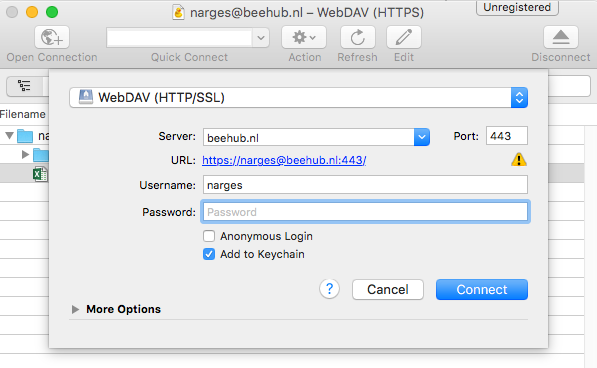 narges@beehub.nl – WebDAV (HTTPS)
Unregistered
Open Connection Quick Connect Action Refresh Edit Disconnect
WebDAV (HTTP/SSL)
Filename
Server: beehub.nl Port: 443
na
URL: https://narges@beehub.nl:443/
Username: narges
Password: Password
Anonymous Login
Add to Keychain
? Cancel Connect
More Options